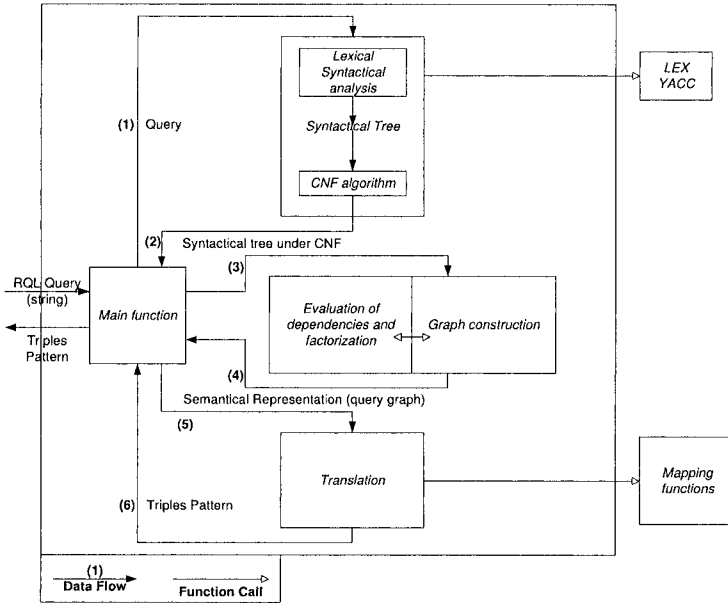 Lexical
Syntactical
analysis
LEX
YACC
(1) Query
Syntactical Tree
CNF algorithm
(2)
Syntactical tree under CNF
(3)
RQL Query
(string)
Main function
Evaluation of
dependencies and
factorization
Graph construction
Triples
Pattern
(4)
Semantical Representation (query graph)
(5)
Translation
Mapping
functions
(6) Triples Pattern
(1)
Data Flow
Function Call